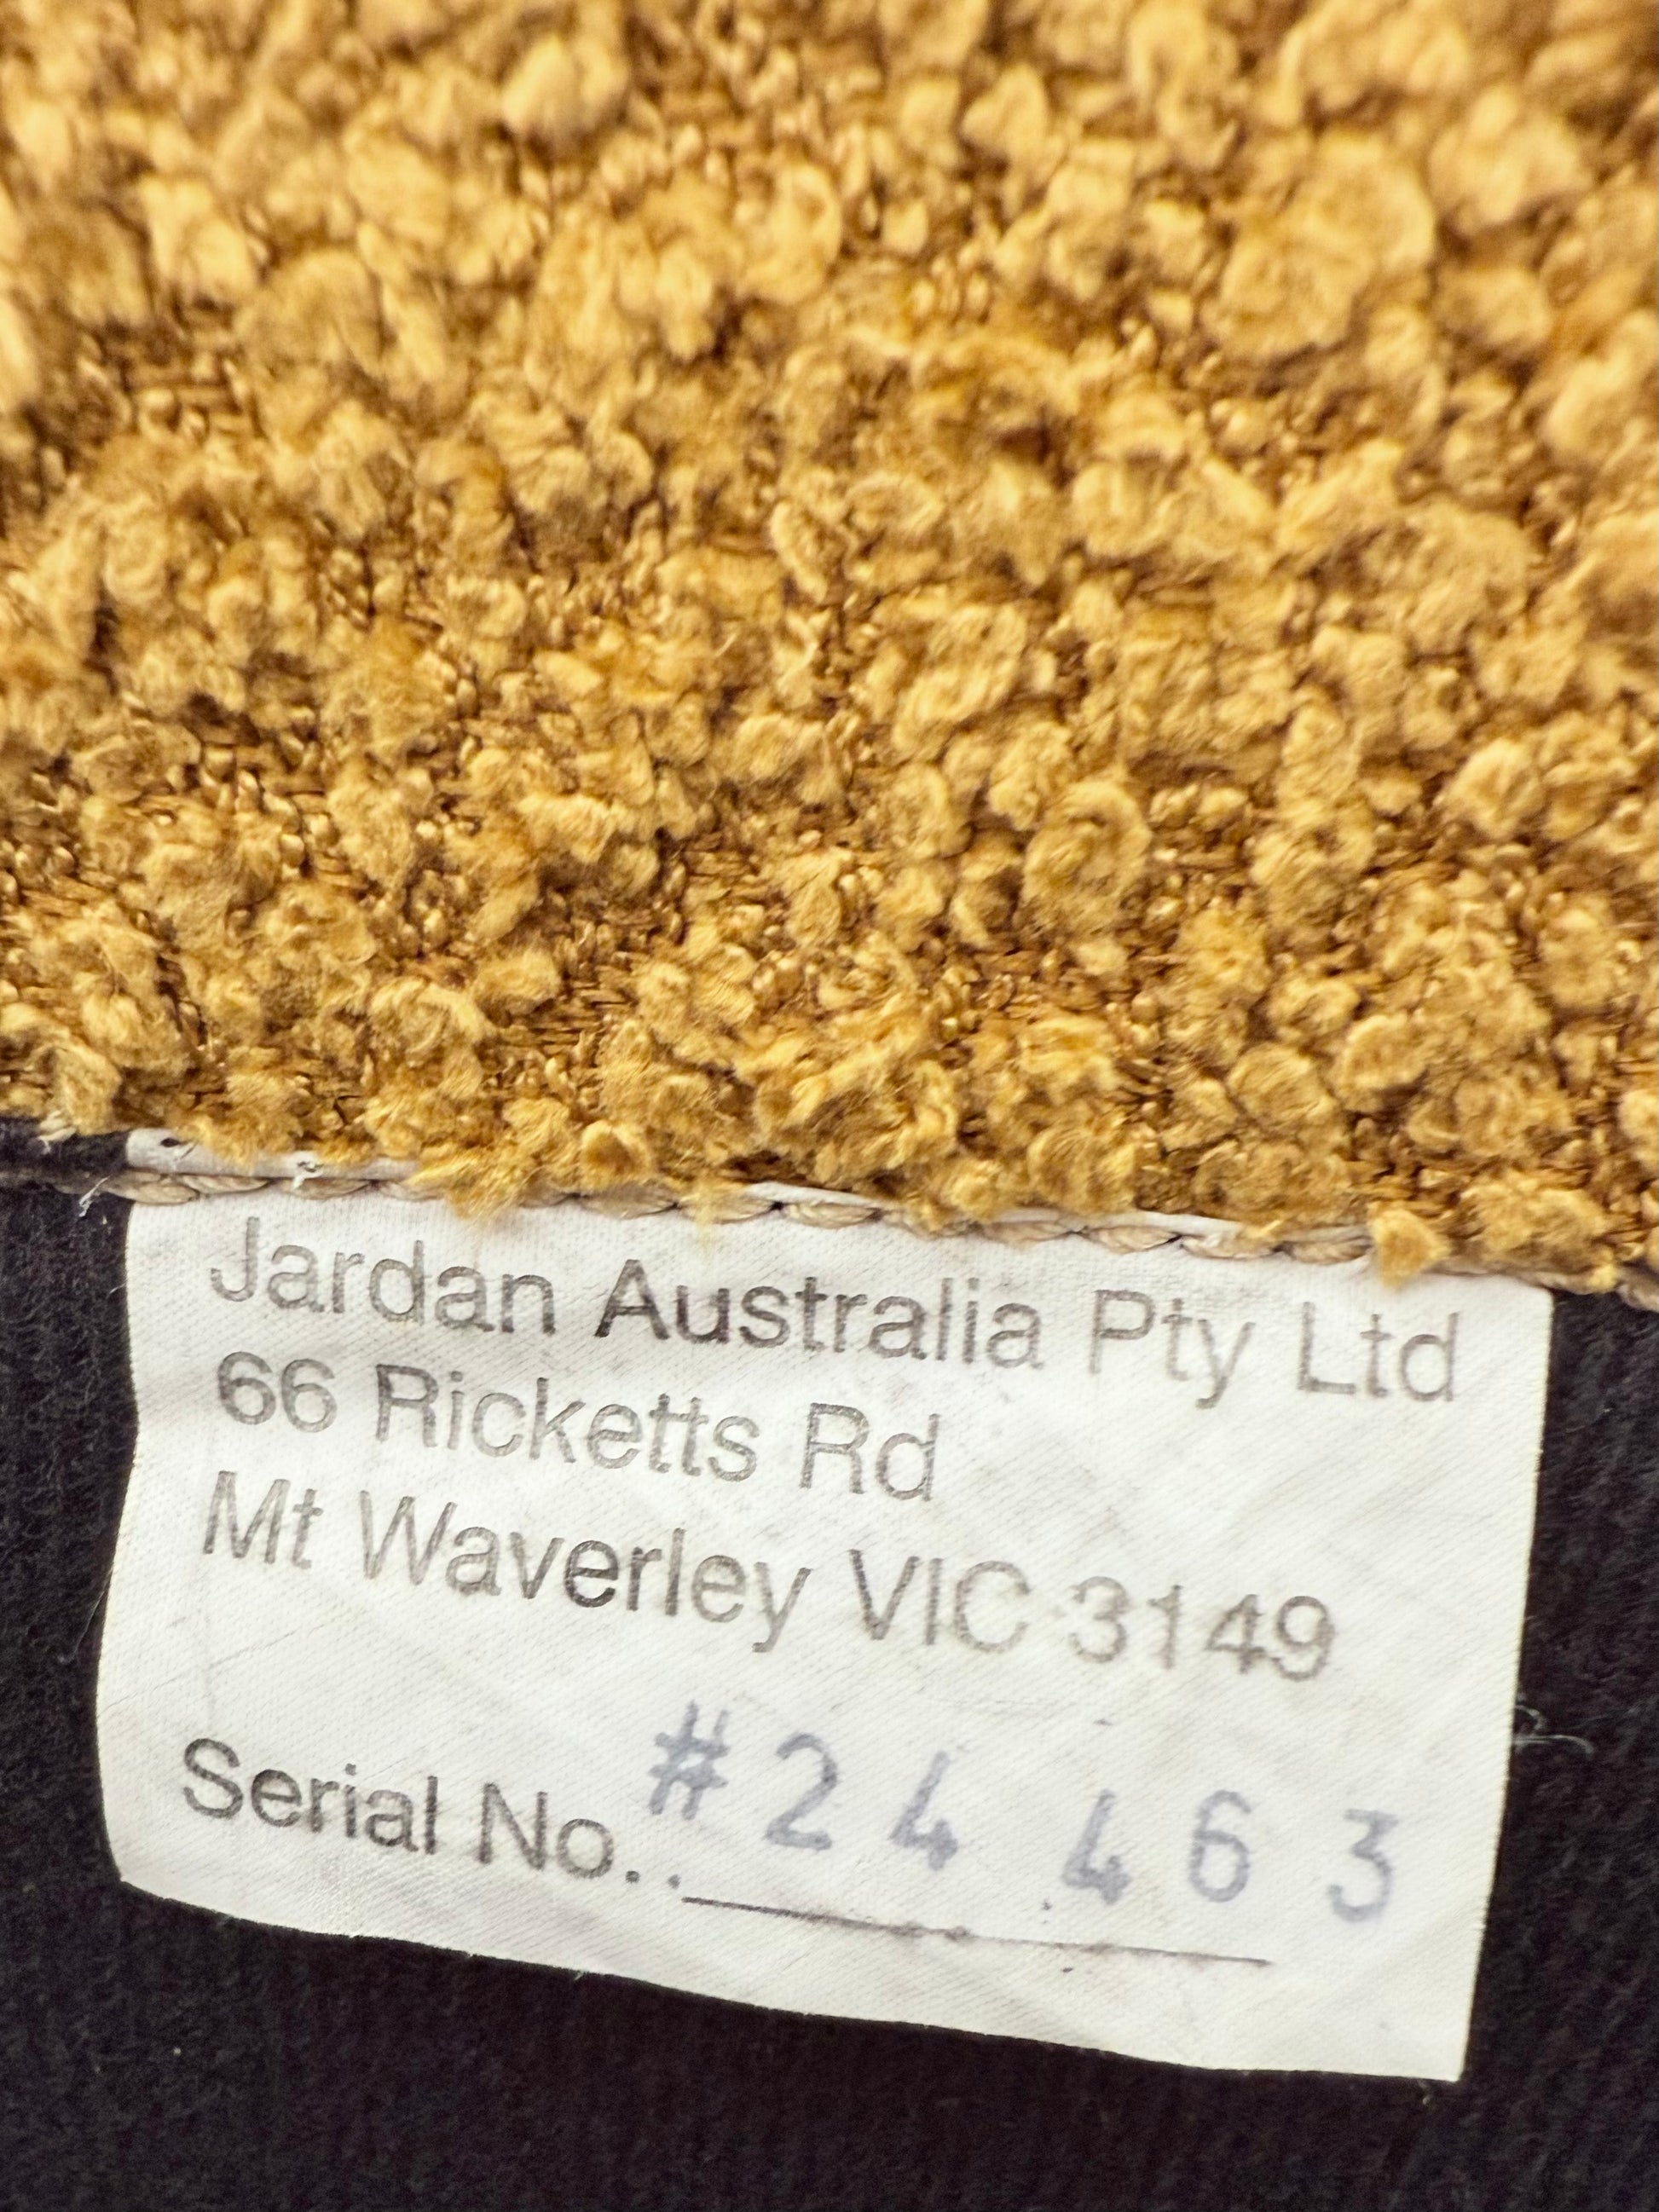 Jardan Australia Pty Ltd
66 Ricketts Rd
Mt Waverley VIC 3149
Serial No.. #24463